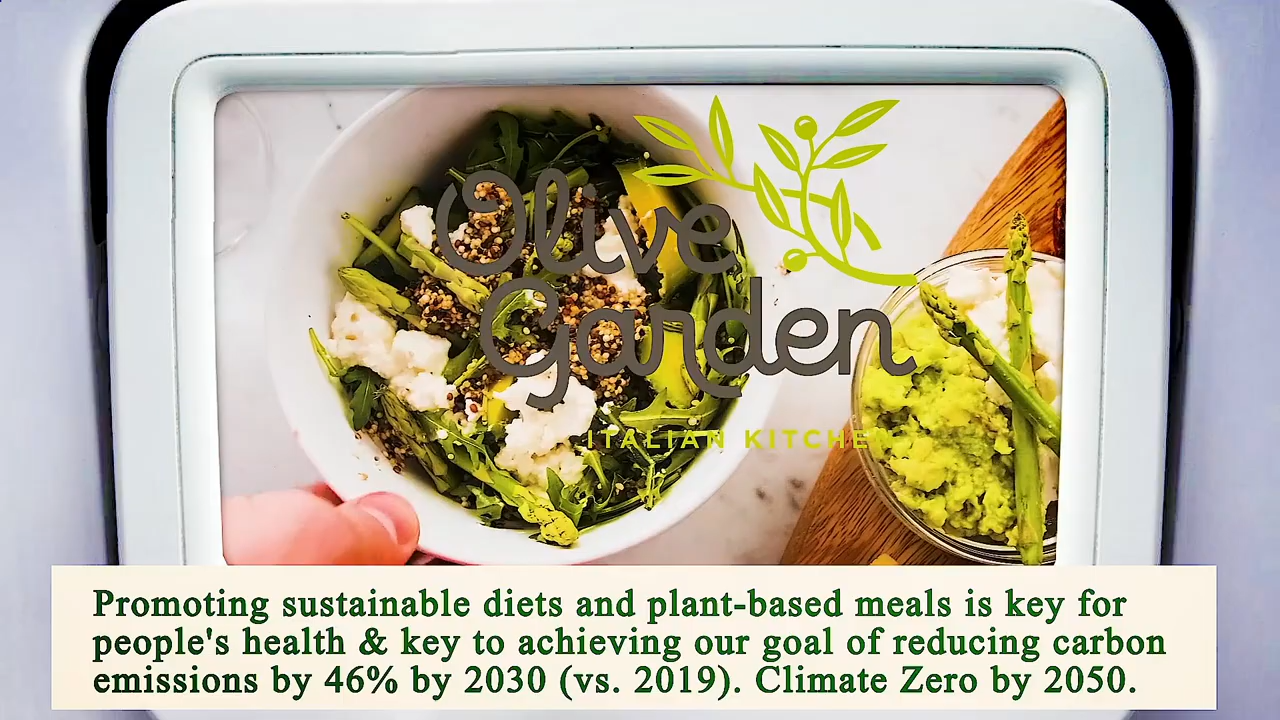 Olive
Garden
ITALIAN KITCHEN
Promoting sustainable diets and plant-based meals is key for
people's health & key to achieving our goal of reducing carbon
emissions by 46% by 2030 (vs. 2019). Climate Zero by 2050.